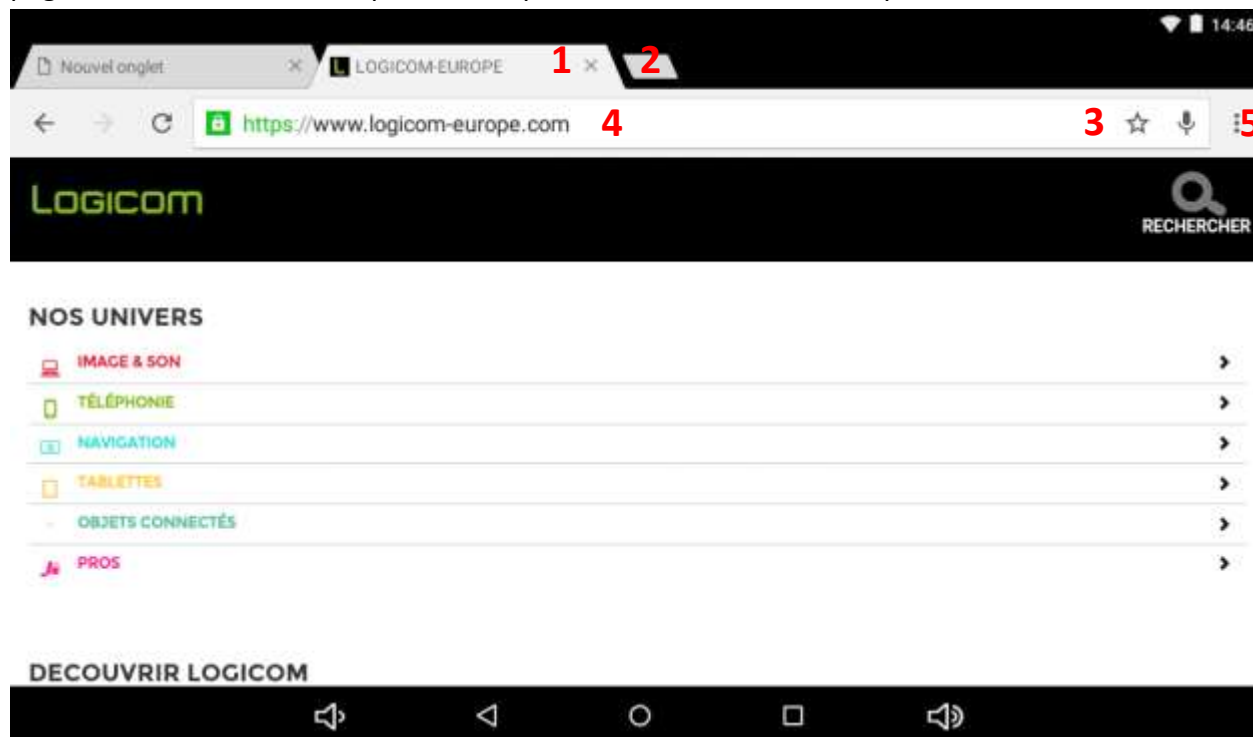 14:46
Nouvel onglet × LOGICOM-EUROPE 1 × 2
https://www.logicom-europe.com 4 3 5
LOGICOM
RECHERCHER
NOS UNIVERS
IMAGE & SON
TÉLÉPHONIE
NAVIGATION
TABLETTES
OBJETS CONNECTÉS
PROS
DECOUVRIR LOGICOM